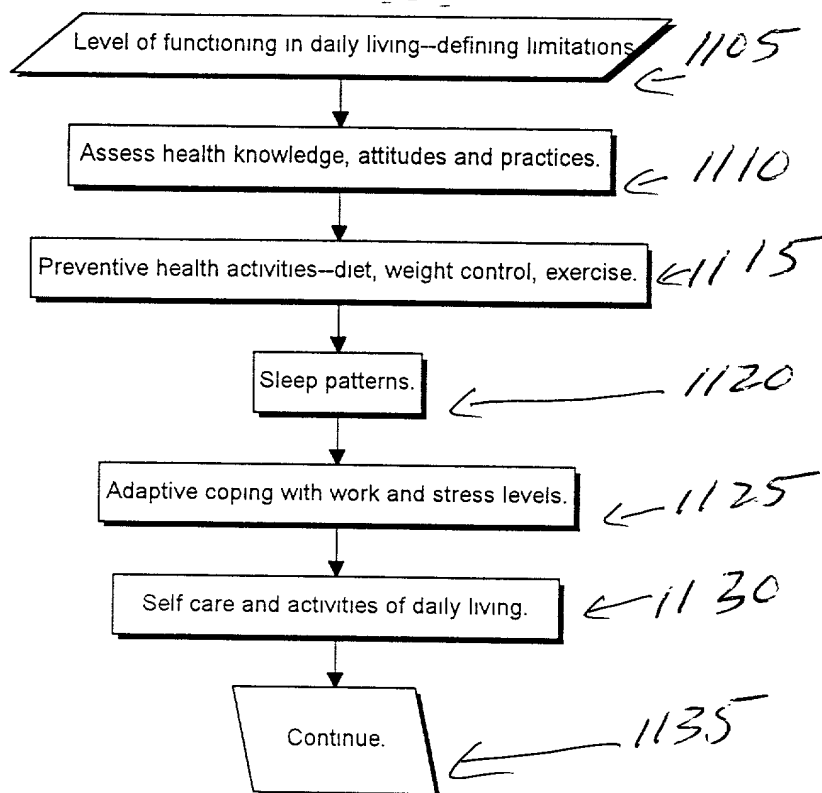 Level of functioning in daily living--defining limitations
1105
Assess health knowledge, attitudes and practices.
1110
Preventive health activities--diet, weight control, exercise.
1115
Sleep patterns.
1120
Adaptive coping with work and stress levels.
1125
Self care and activities of daily living.
1130
Continue.
1135